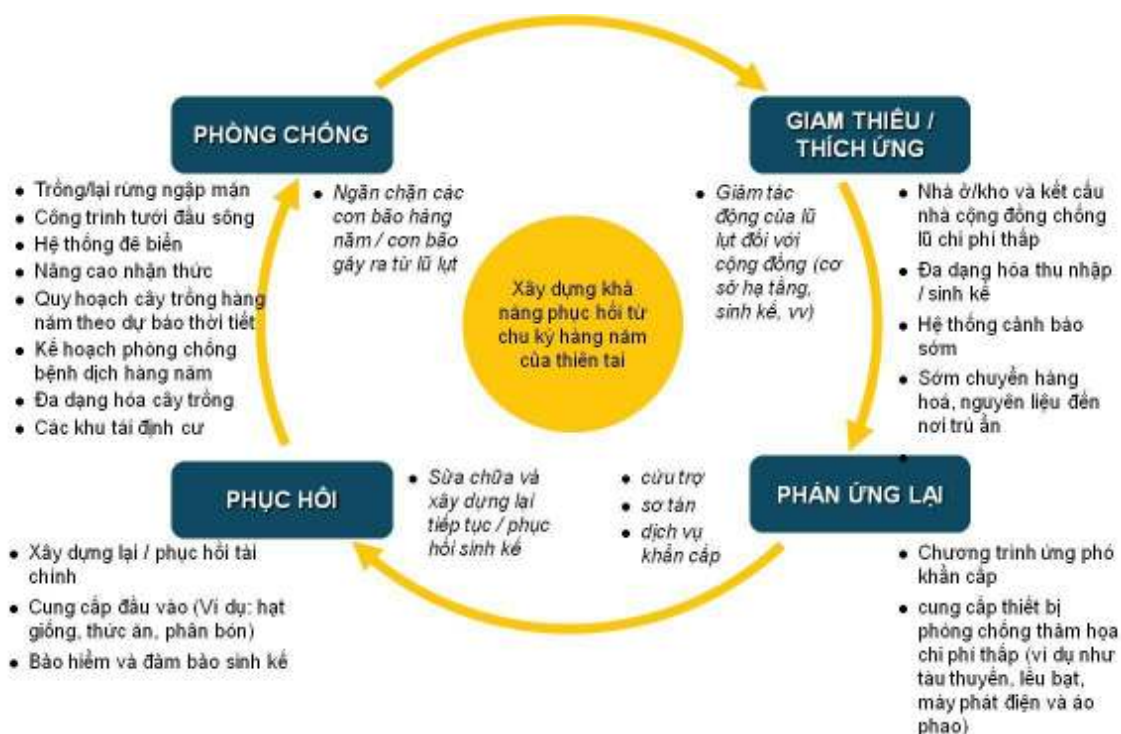 PHÒNG CHỐNG
GIẢM THIỂU /
THÍCH ỨNG
• Trồng/lại rừng ngập mặn
• Công trình tưới đầu sông
• Hệ thống đê biển
• Nâng cao nhận thức
• Quy hoạch cây trồng hàng
năm theo dự báo thời tiết
• Kế hoạch phòng chống
bệnh dịch hàng năm
• Đa dạng hóa cây trồng
• Các khu tái định cư
• Ngăn chặn các
cơn bão hàng
năm / cơn bão
gây ra từ lũ lụt
Xây dựng khả
năng phục hồi từ
chu kỳ hàng năm
của thiên tai
• Giảm tác
động của lũ
lụt đối với
cộng đồng (cơ
sở hạ tầng,
sinh kế, vv)
• Nhà ở/kho và kết cấu
nhà cộng đồng chống
lũ chi phí thấp
• Đa dạng hóa thu nhập
/ sinh kế
• Hệ thống cảnh báo
sớm
• Sớm chuyển hàng
hoá, nguyên liệu đến
nơi trú ẩn
•
PHỤC HỒI
• Sửa chữa và
xây dựng lại
tiếp tục / phục
hồi sinh kế
• cứu trợ
• sơ tán
• dịch vụ
khẩn cấp
PHẢN ỨNG LẠI
• Xây dựng lại / phục hồi tài
chính
• Cung cấp đầu vào (Ví dụ: hạt
giống, thức ăn, phân bón)
• Bảo hiểm và đảm bảo sinh kế
• Chương trình ứng phó
khẩn cấp
• cung cấp thiết bị
phòng chống thảm họa
chi phí thấp (ví dụ như
tàu thuyền, lều bạt,
máy phát điện và áo
phao)